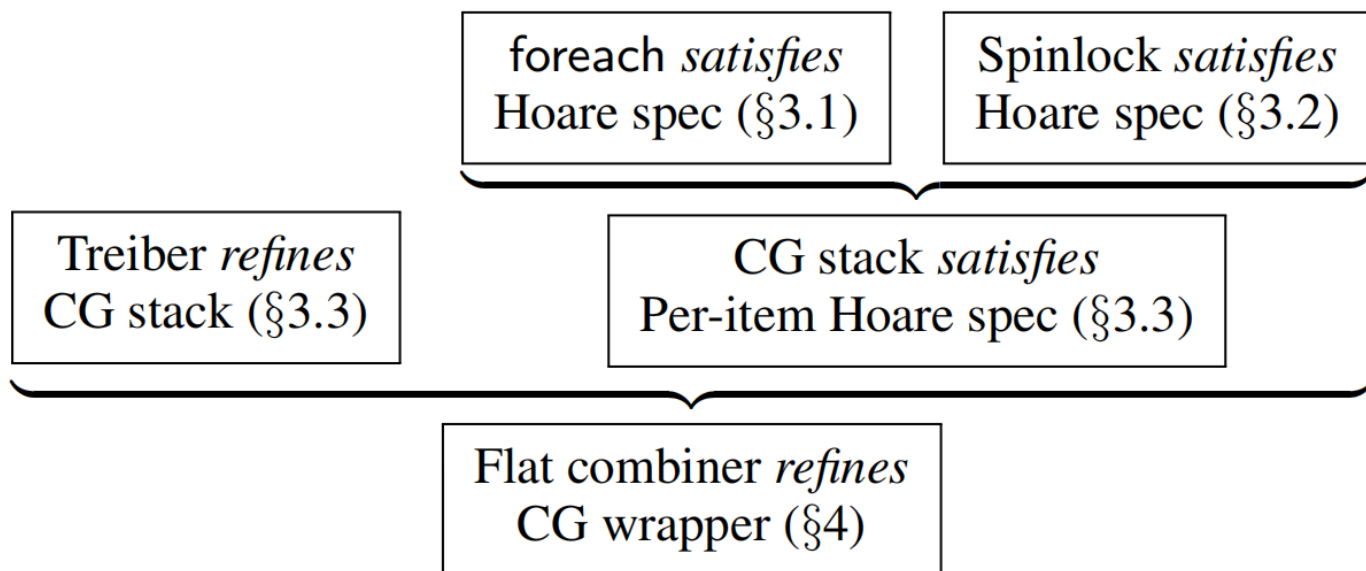 foreach satisfies
Hoare spec (§3.1)
Spinlock satisfies
Hoare spec (§3.2)
Treiber refines
CG stack (§3.3)
CG stack satisfies
Per-item Hoare spec (§3.3)
Flat combiner refines
CG wrapper (§4)